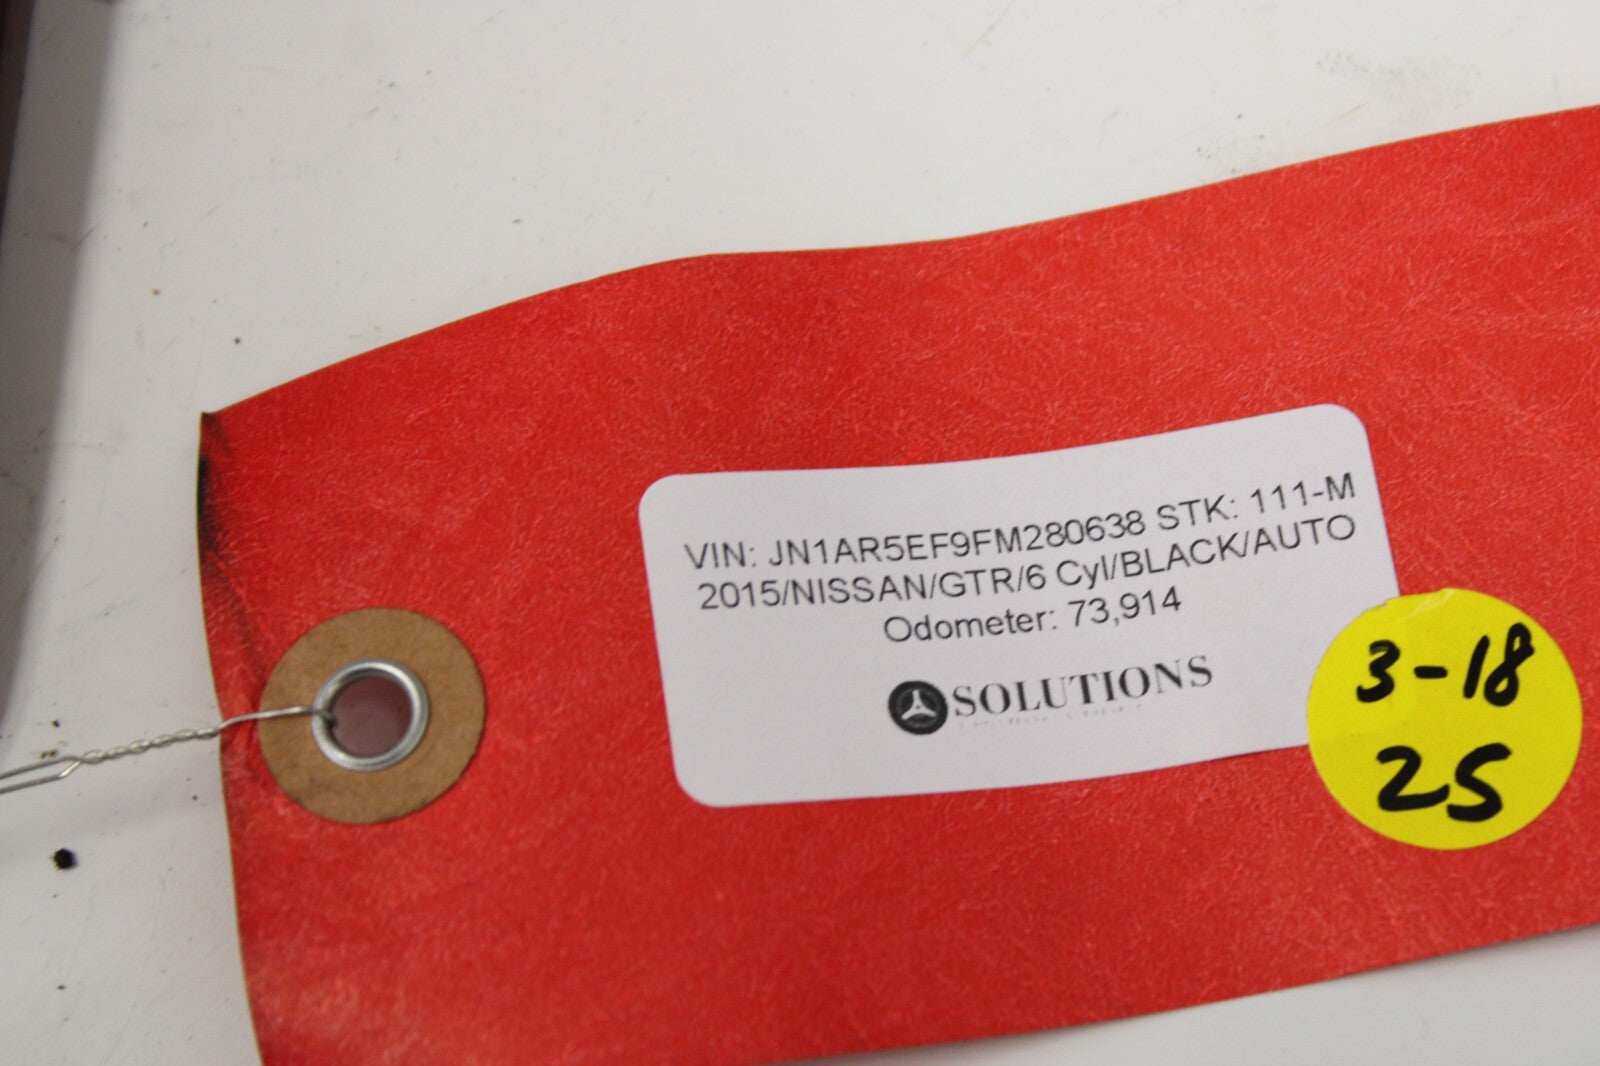 VIN: JN1AR5EF9FM280638 STK: 111-M
2015/NISSAN/GTR/6 Cyl/BLACK/AUTO
Odometer: 73,914
SOLUTIONS
3-18
25